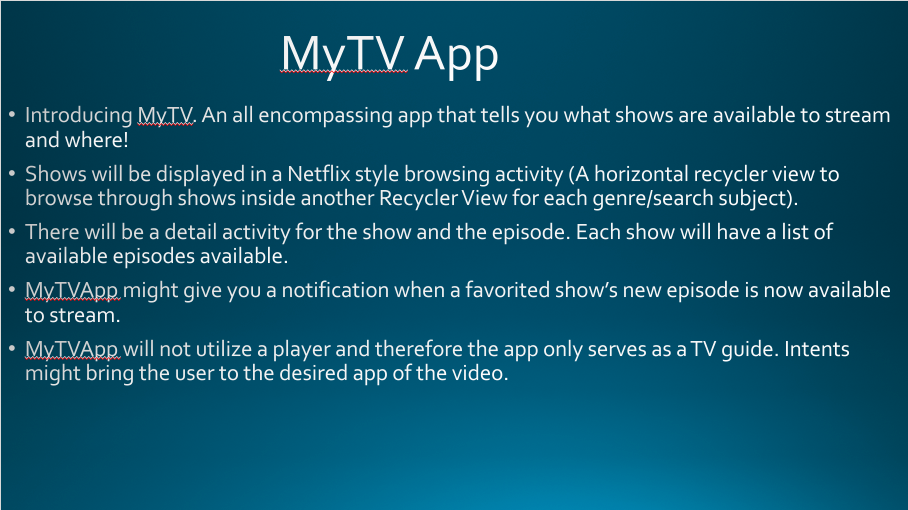 MyTV App
• Introducing MyTV. An all encompassing app that tells you what shows are available to stream
and where!
• Shows will be displayed in a Netflix style browsing activity (A horizontal recycler view to
browse through shows inside another Recycler View for each genre/search subject).
• There will be a detail activity for the show and the episode. Each show will have a list of
available episodes available.
• MyTVApp might give you a notification when a favorited show’s new episode is now available
to stream.
• MyTVApp will not utilize a player and therefore the app only serves as a TV guide. Intents
might bring the user to the desired app of the video.